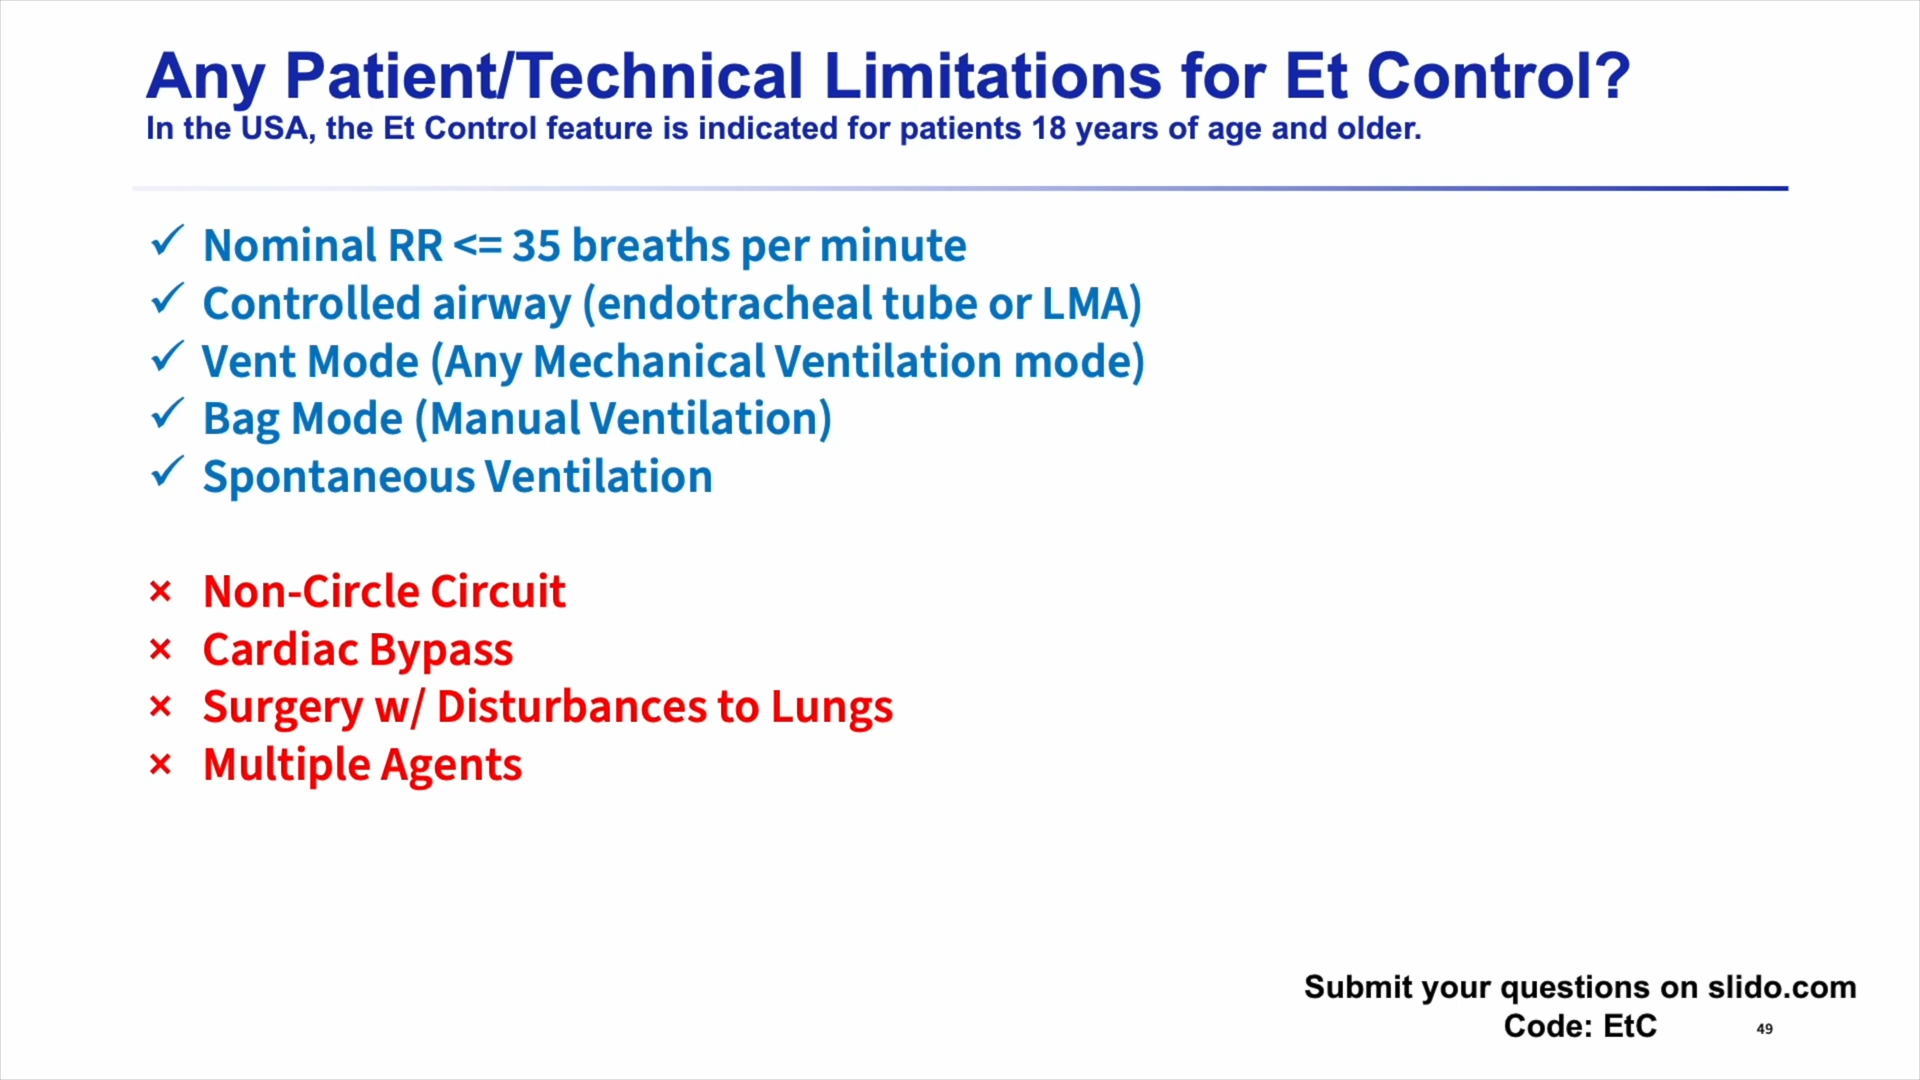 Any Patient/Technical Limitations for Et Control?
In the USA, the Et Control feature is indicated for patients 18 years of age and older.
✓ Nominal RR <= 35 breaths per minute
✓ Controlled airway (endotracheal tube or LMA)
✓ Vent Mode (Any Mechanical Ventilation mode)
✓ Bag Mode (Manual Ventilation)
✓ Spontaneous Ventilation
× Non-Circle Circuit
× Cardiac Bypass
× Surgery w/ Disturbances to Lungs
× Multiple Agents
Submit your questions on slido.com
Code: EtC
49